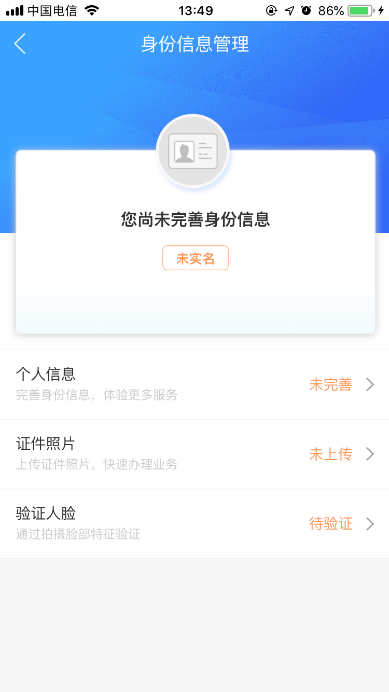 中国电信 13:49 86%
身份信息管理
您尚未完善身份信息
未实名
个人信息
完善身份信息，体验更多服务
未完善
证件照片
上传证件照片，快速办理业务
未上传
验证人脸
通过拍摄脸部特征验证
待验证